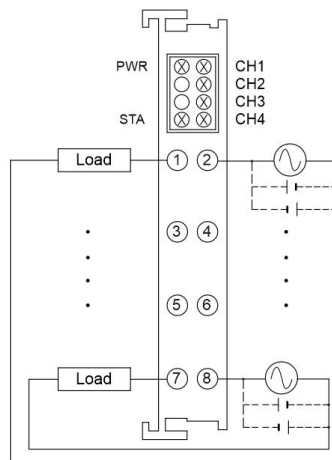 PWR CH1
CH2
CH3
STA CH4
Load 1 2
3 4
5 6
Load 7 8